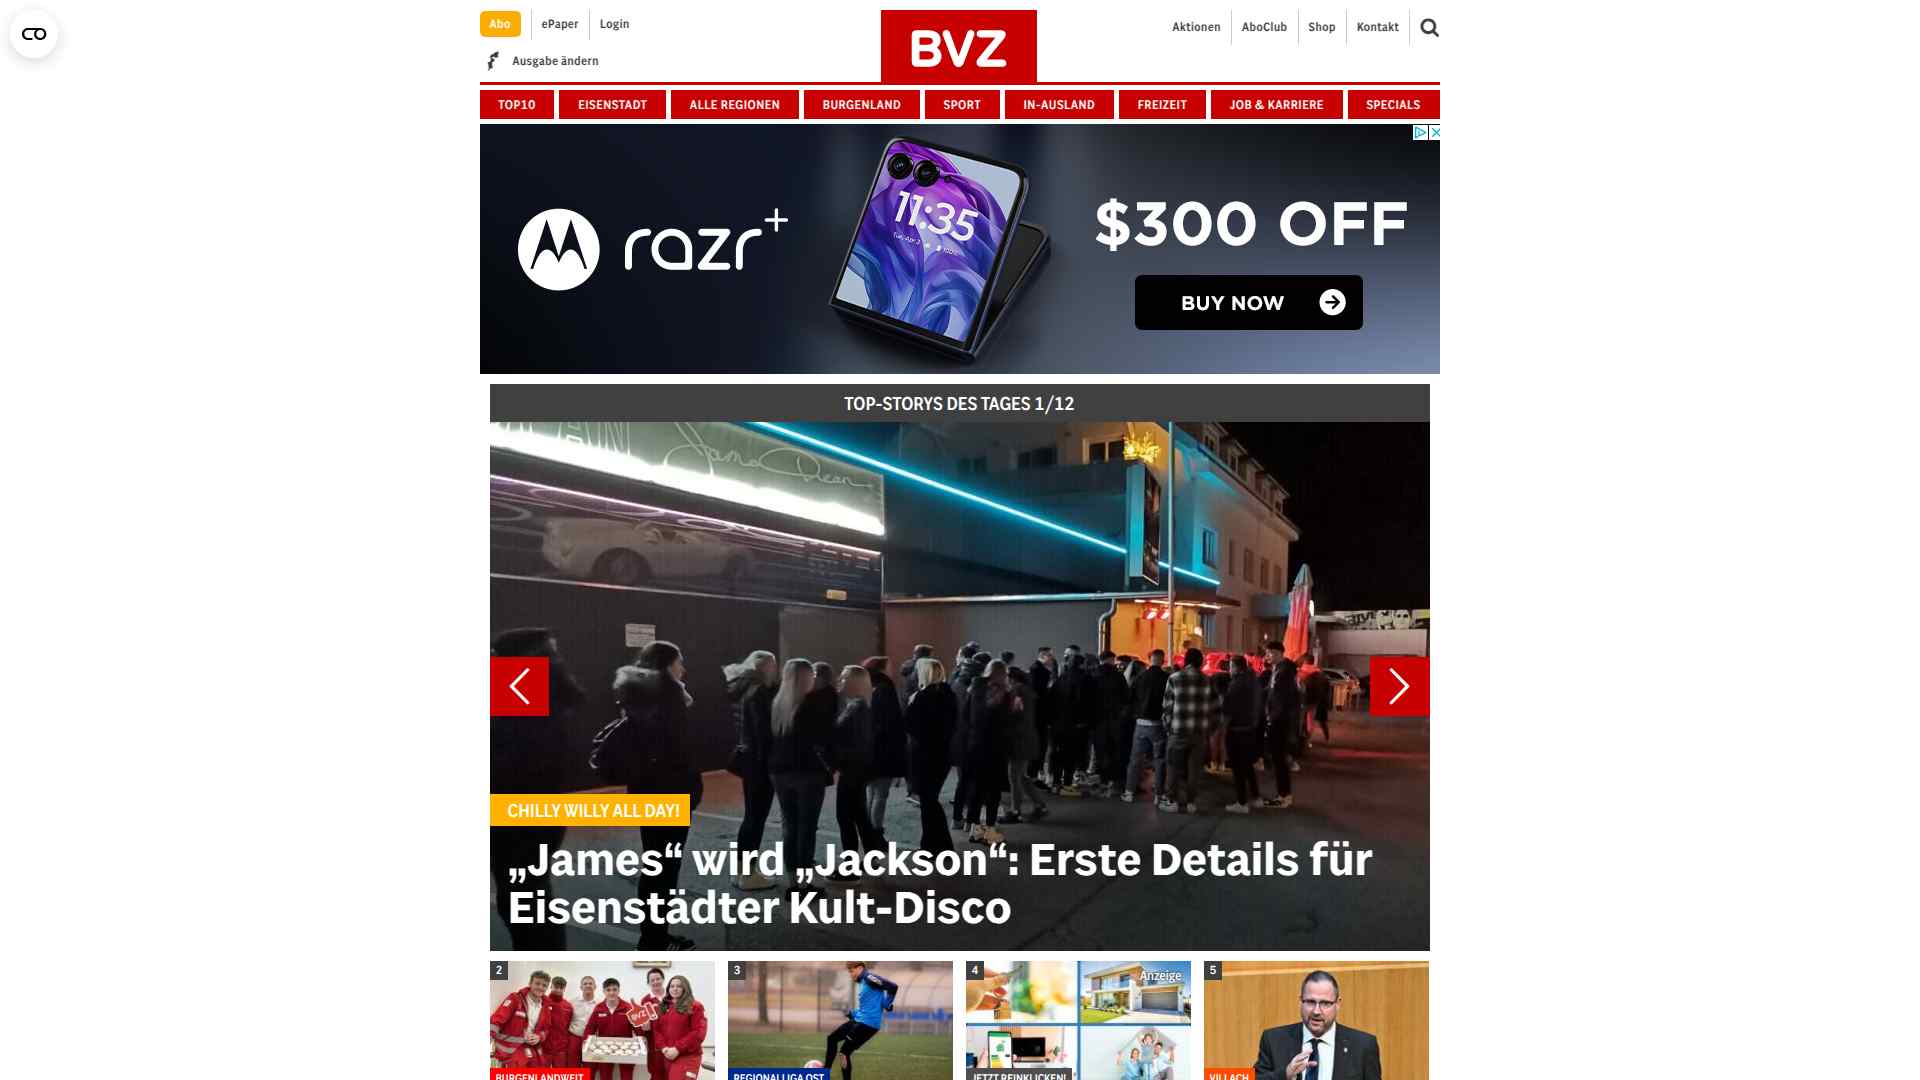 Abo
ePaper
Login
Ausgabe ändern
BVZ
Aktionen
AboClub
Shop
Kontakt
TOP10
EISENSTADT
ALLE REGIONEN
BURGENLAND
SPORT
IN-AUSLAND
FREIZEIT
JOB & KARRIERE
SPECIALS
razr+
11:35
$300 OFF
BUY NOW
TOP-STORYS DES TAGES 1/12
James Dean
CHILLY WILLY ALL DAY!
„James“ wird „Jackson“: Erste Details für
Eisenstädter Kult-Disco
2
BVZ
BURGENLANDWEIT
3
REGIONALLIGA OST
4
Anzeige
JETZT REINKLICKEN!
5
VILLACH